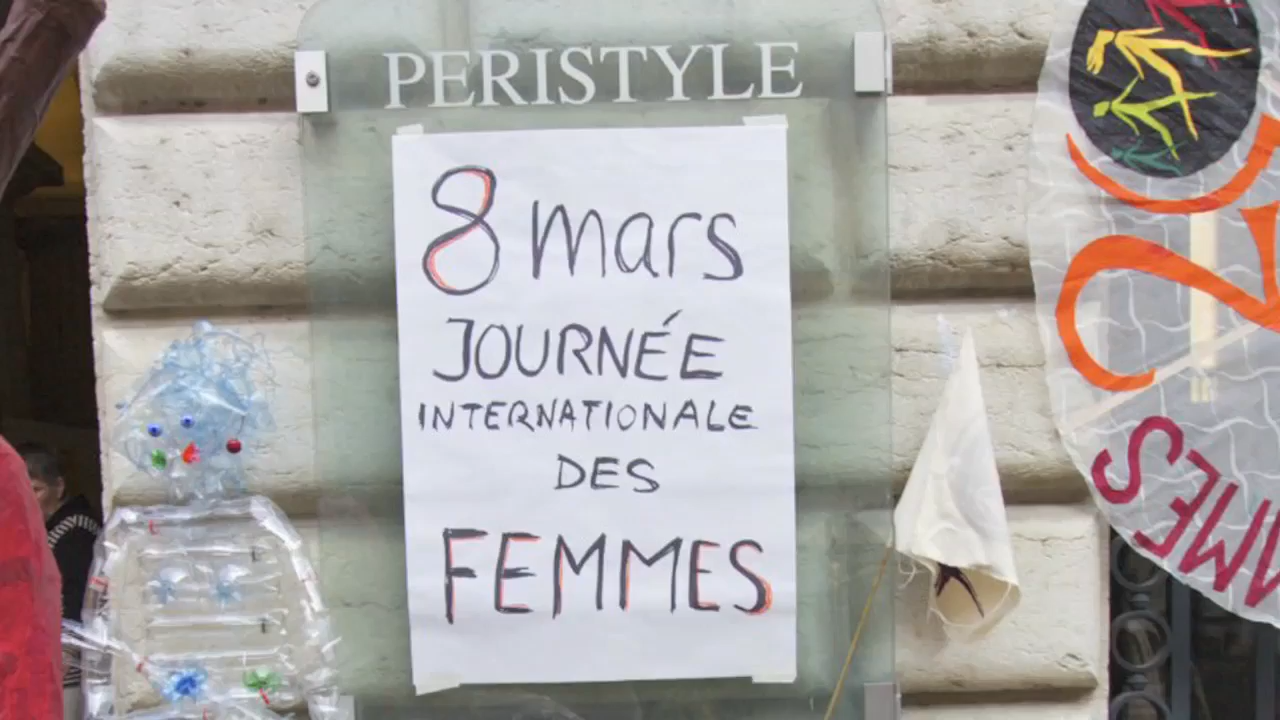 PERISTYLE
8 mars
JOURNÉE
INTERNATIONALE
DES
FEMMES